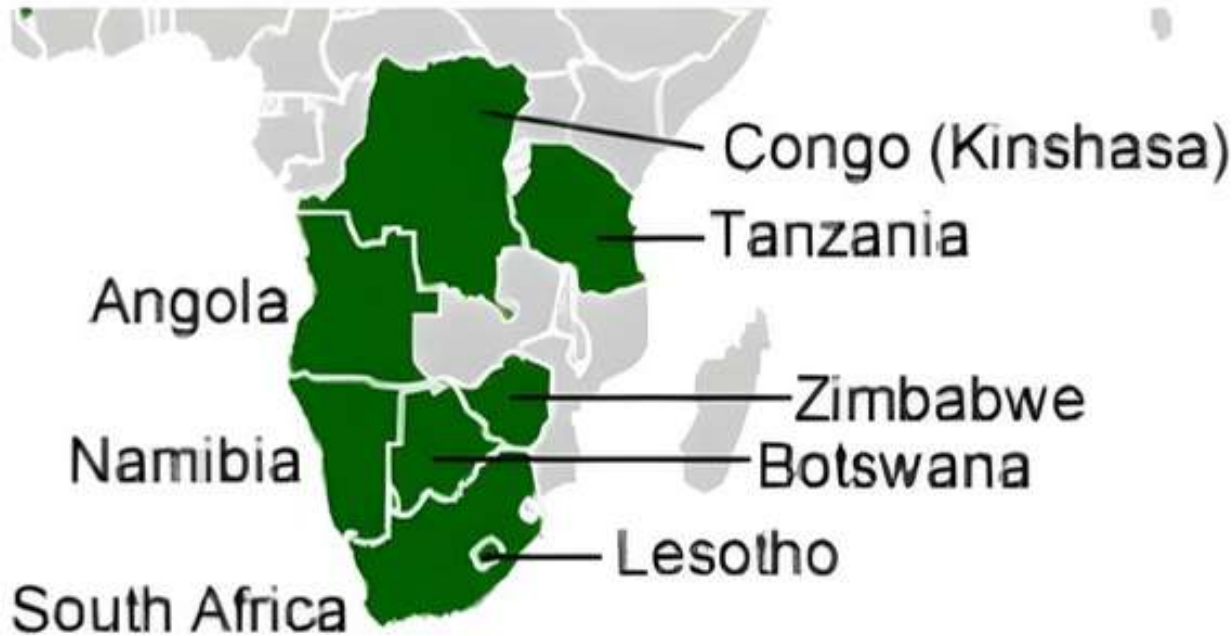 Congo (Kinshasa)
Tanzania
Angola
Zimbabwe
Namibia
Botswana
Lesotho
South Africa